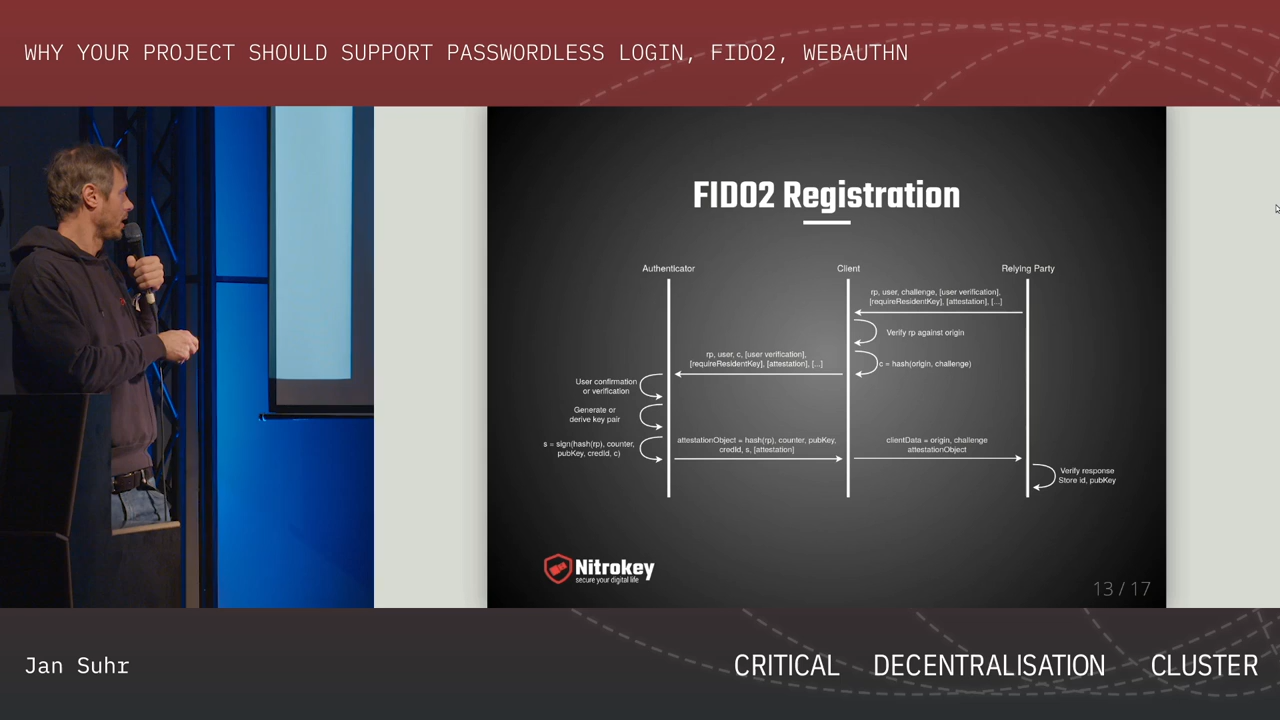 WHY YOUR PROJECT SHOULD SUPPORT PASSWORDLESS LOGIN, FIDO2, WEBAUTHN
FIDO2 Registration
Authenticator
Client
Relying Party
rp, user, challenge, [user verification],
[requireResidentKey], [attestation], [...]
Verify rp against origin
c = hash(origin, challenge)
rp, user, c, [user verification],
[requireResidentKey], [attestation], [...]
User confirmation
or verification
Generate or
derive key pair
s = sign(hash(rp), counter,
pubKey, credId, c)
attestationObject = hash(rp), counter, pubKey,
credId, s, [attestation]
clientData = origin, challenge
attestationObject
Verify response
Store id, pubKey
Nitrokey
secure your digital life
13 / 17
Jan Suhr
CRITICAL DECENTRALISATION CLUSTER